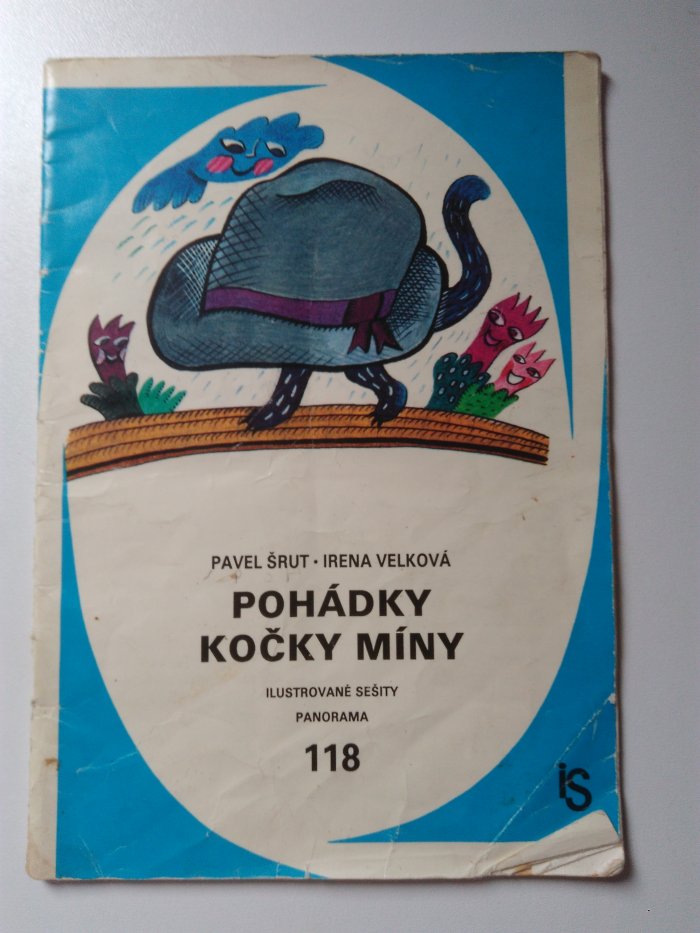 PAVEL ŠRUT · IRENA VELKOVÁ
POHÁDKY
KOČKY MÍNY
ILUSTROVANÉ SEŠITY
PANORAMA
118
iS